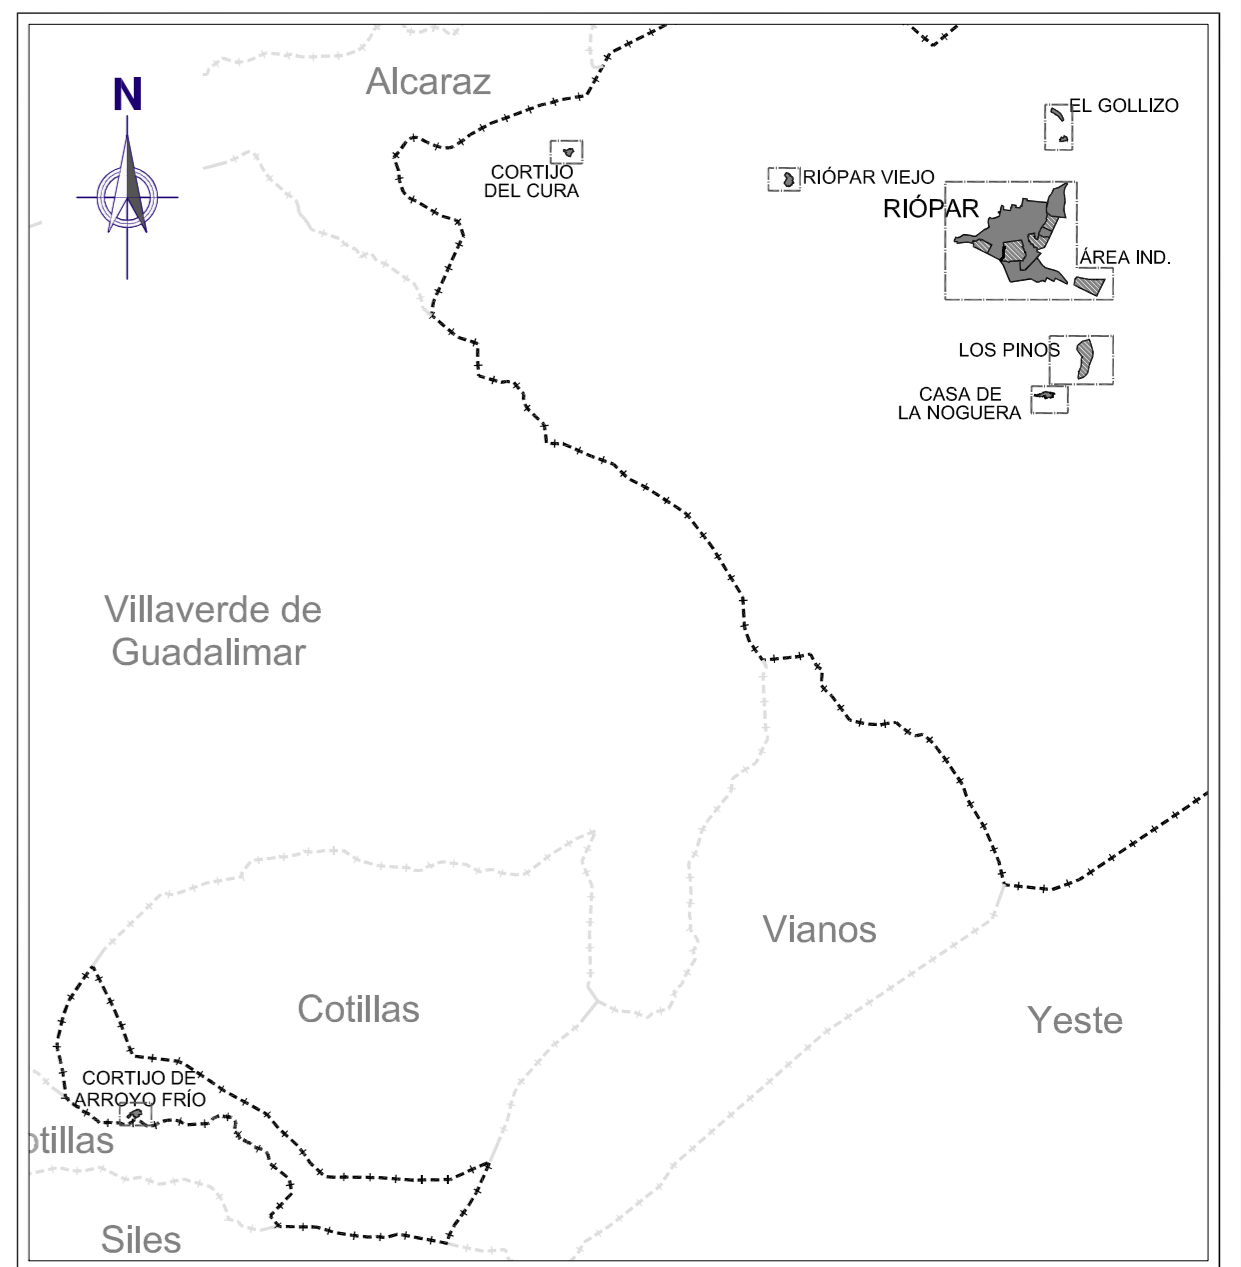 Alcaraz
N
EL GOLLIZO
CORTIJO
DEL CURA
RIÓPAR VIEJO
RIÓPAR
ÁREA IND.
LOS PINOS
CASA DE
LA NOGUERA
Villaverde de
Guadalimar
Vianos
Cotillas
Yeste
CORTIJO DE
ARROYO FRÍO
otillas
Siles